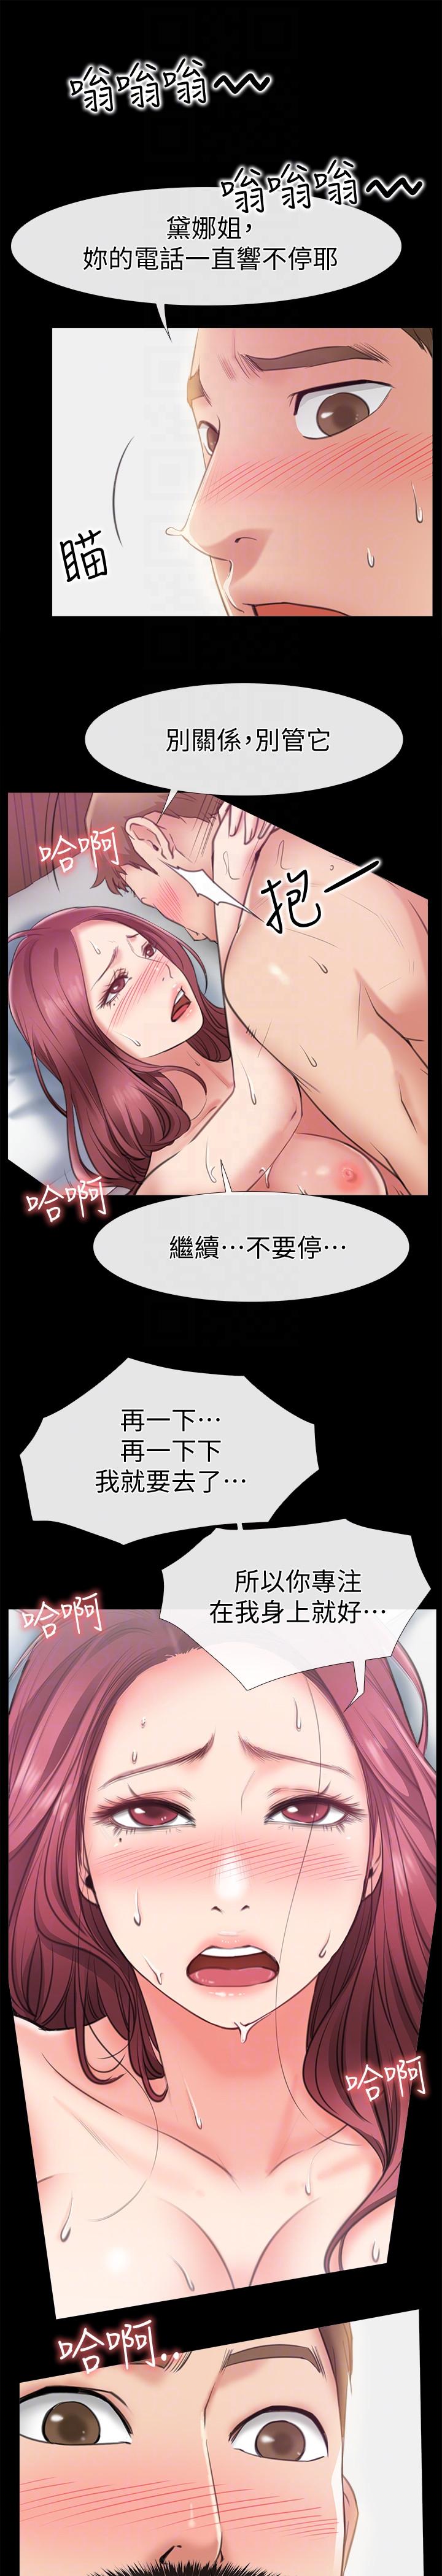 嗡嗡嗡
嗡嗡嗡
黛娜姐,
妳的電話一直響不停耶
瞄
別關係,別管它
哈啊
抱一
哈啊
繼續⋯不要停⋯
再一下⋯
再一下下
我就要去了⋯
所以你專注
在我身上就好⋯
哈啊
哈啊
哈啊..